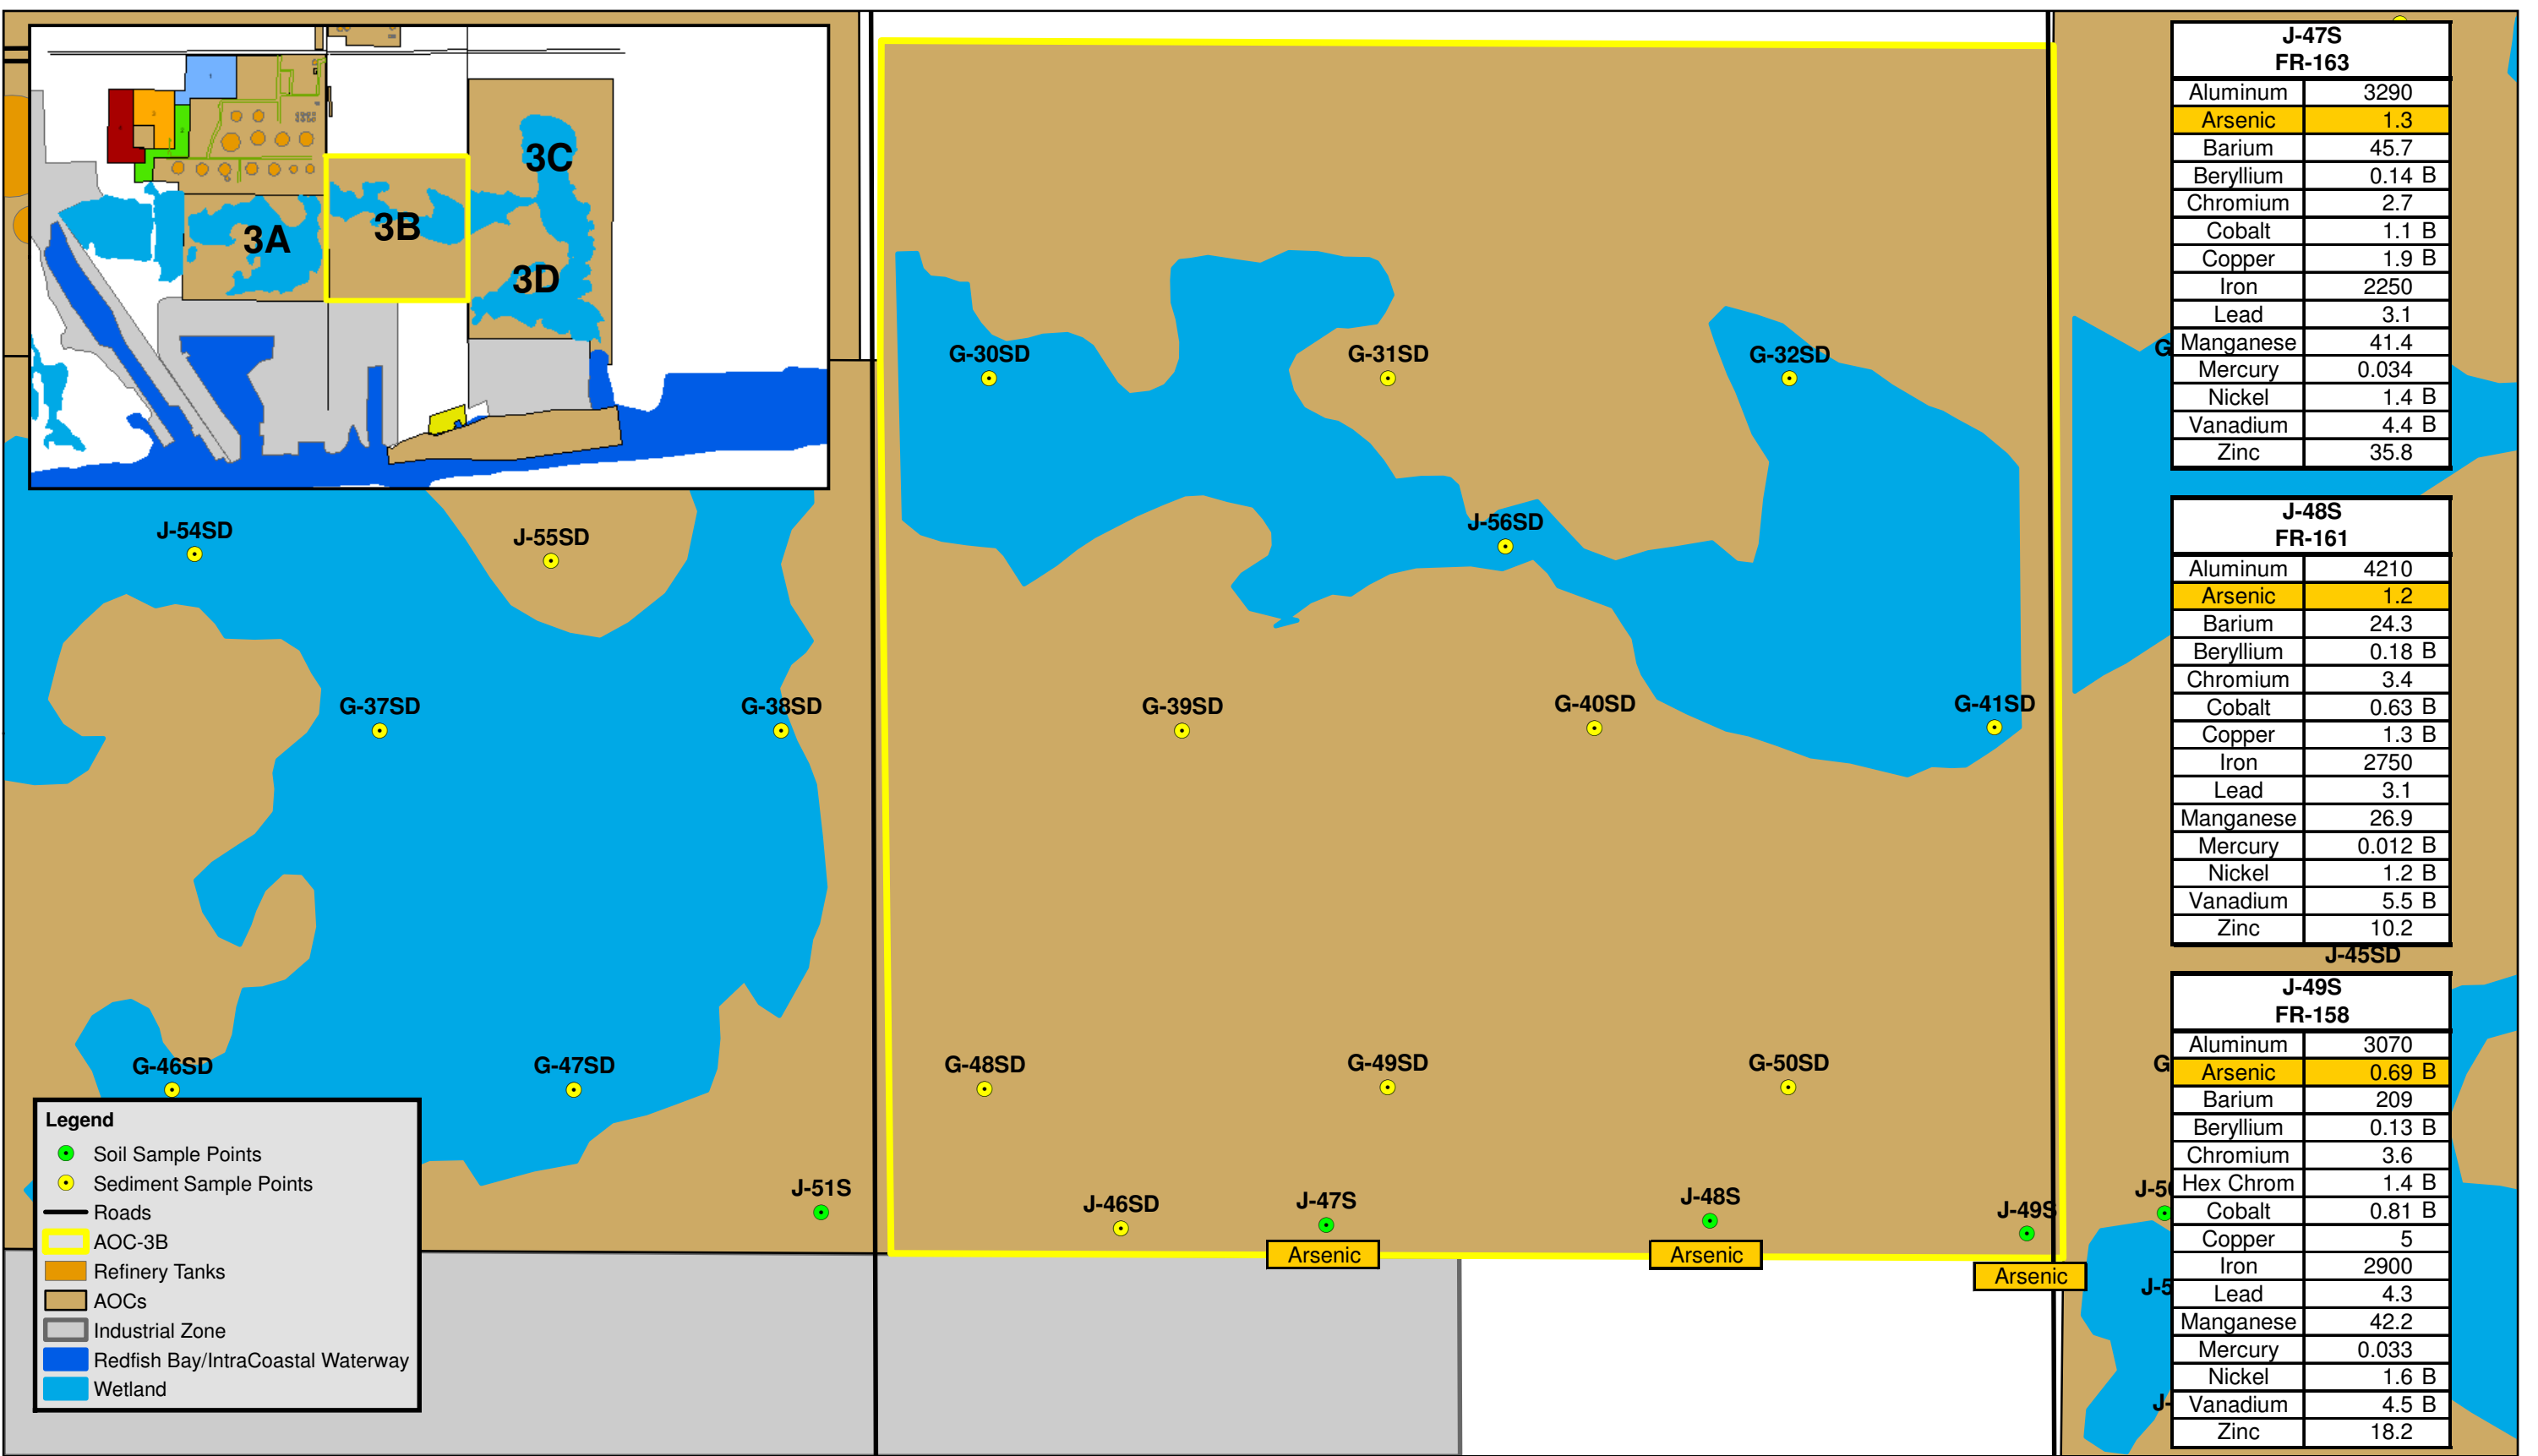 3A
3B
3C
3D
J-54SD
J-55SD
G-37SD
G-38SD
G-46SD
G-47SD
J-51S
G-30SD
G-31SD
G-32SD
J-56SD
G-39SD
G-40SD
G-41SD
G-48SD
G-49SD
G-50SD
J-46SD
J-47S
J-48S
J-49S
Arsenic
Arsenic
Arsenic
Legend
Soil Sample Points
Sediment Sample Points
Roads
AOC-3B
Refinery Tanks
AOCs
Industrial Zone
Redfish Bay/IntraCoastal Waterway
Wetland
J-47S
FR-163
Aluminum 3290
Arsenic 1.3
Barium 45.7
Beryllium 0.14 B
Chromium 2.7
Cobalt 1.1 B
Copper 1.9 B
Iron 2250
Lead 3.1
Manganese 41.4
Mercury 0.034
Nickel 1.4 B
Vanadium 4.4 B
Zinc 35.8
J-48S
FR-161
Aluminum 4210
Arsenic 1.2
Barium 24.3
Beryllium 0.18 B
Chromium 3.4
Cobalt 0.63 B
Copper 1.3 B
Iron 2750
Lead 3.1
Manganese 26.9
Mercury 0.012 B
Nickel 1.2 B
Vanadium 5.5 B
Zinc 10.2
J-45SD
J-49S
FR-158
Aluminum 3070
Arsenic 0.69 B
Barium 209
Beryllium 0.13 B
Chromium 3.6
Hex Chrom 1.4 B
Cobalt 0.81 B
Copper 5
Iron 2900
Lead 4.3
Manganese 42.2
Mercury 0.033
Nickel 1.6 B
Vanadium 4.5 B
Zinc 18.2